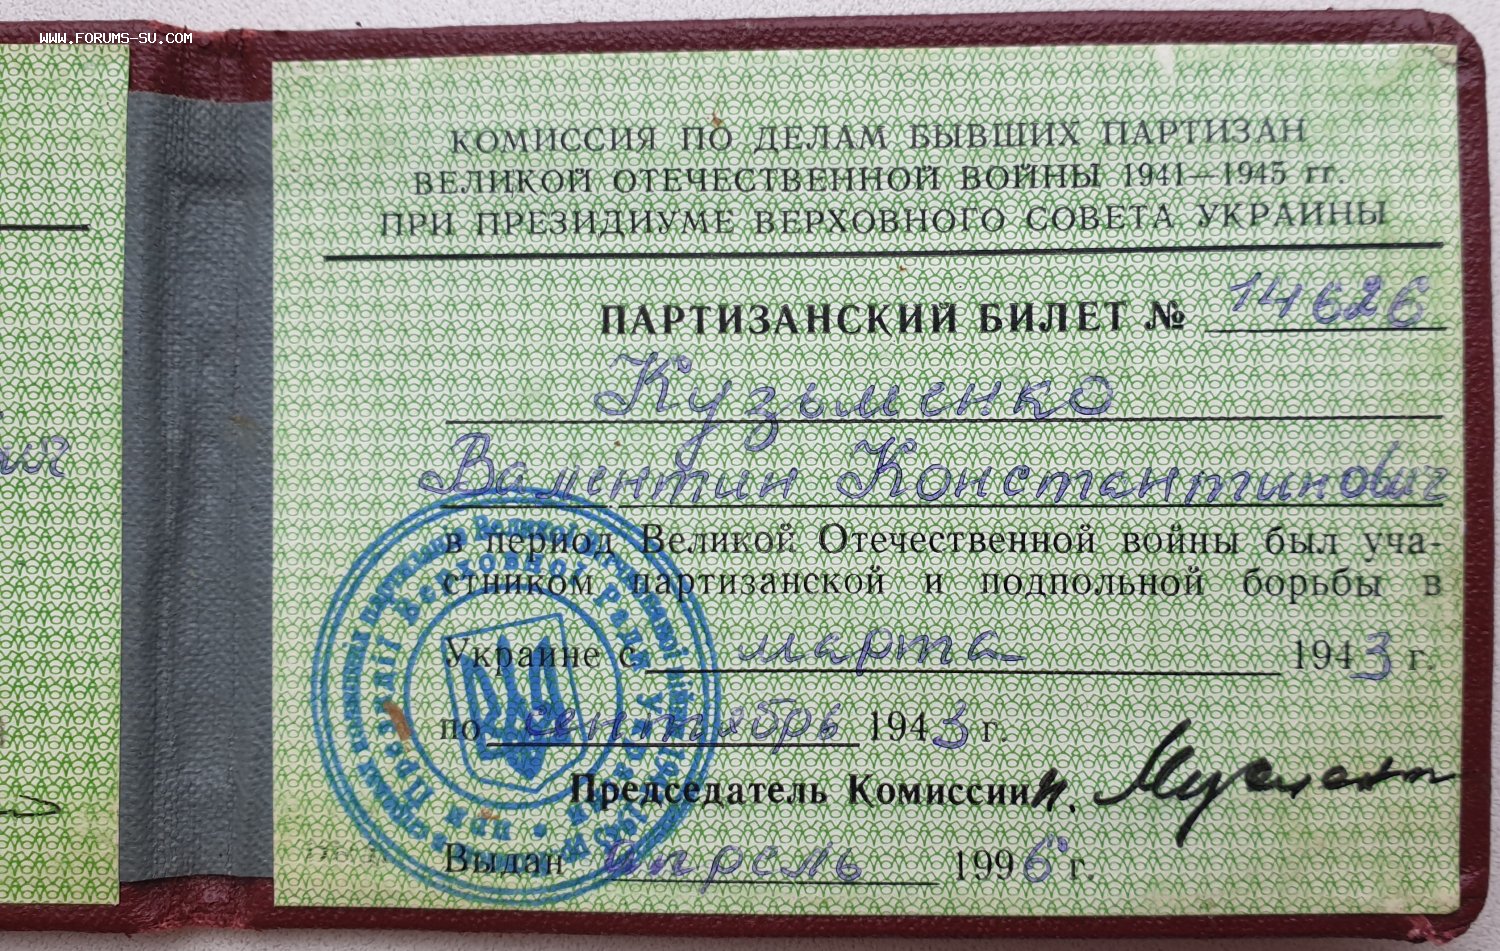 www.forums-su.com
КОМИССИЯ ПО ДЕЛАМ БЫВШИХ ПАРТИЗАН
ВЕЛИКОЙ ОТЕЧЕСТВЕННОЙ ВОЙНЫ 1941—1945 гг.
ПРИ ПРЕЗИДИУМЕ ВЕРХОВНОГО СОВЕТА УКРАИНЫ
ПАРТИЗАНСКИЙ БИЛЕТ № 14626
Кузьменко
Валентин Константинович
в период Великой Отечественной войны был уча-
стником партизанской и подпольной борьбы в
Украине с марта 1943 г.
по сентябрь 1943 г.
Председатель Комиссии
Выдан апрель 1996 г.